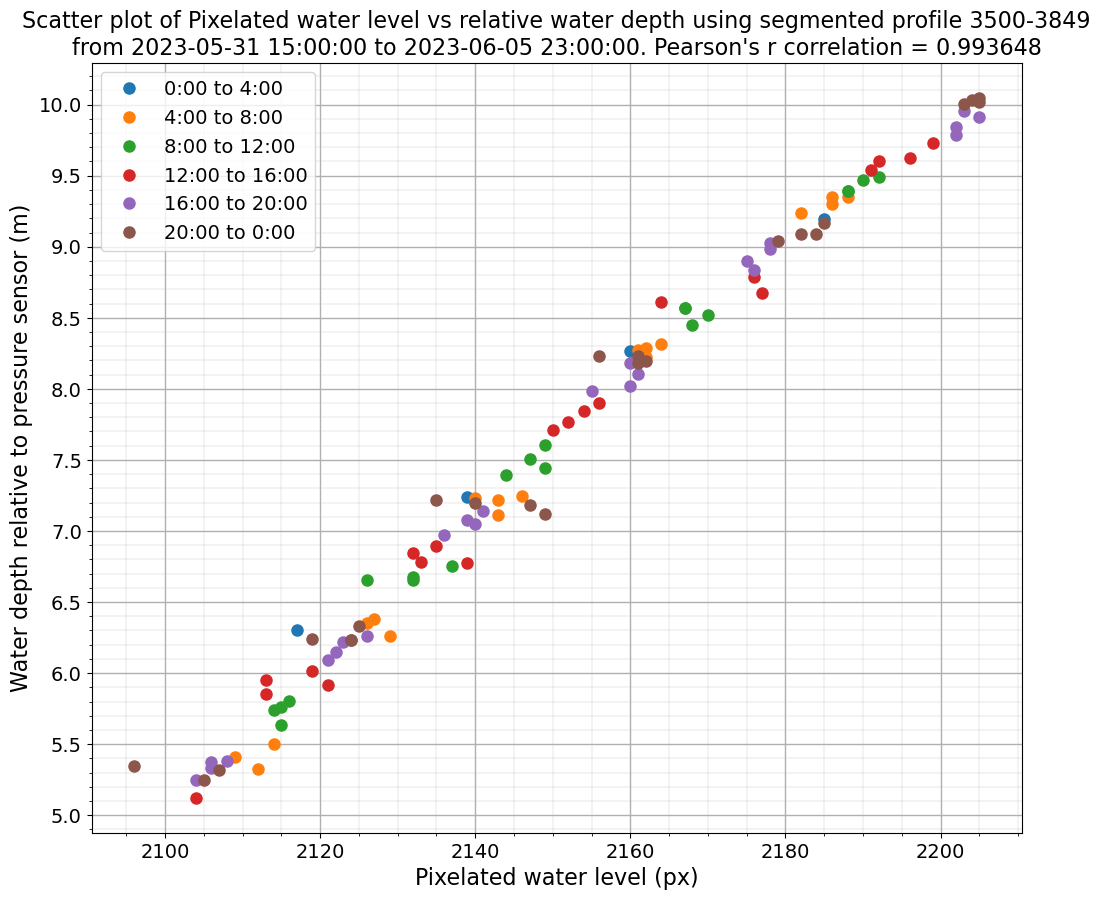 Scatter plot of Pixelated water level vs relative water depth using segmented profile 3500-3849
from 2023-05-31 15:00:00 to 2023-06-05 23:00:00. Pearson's r correlation = 0.993648
0:00 to 4:00
4:00 to 8:00
8:00 to 12:00
12:00 to 16:00
16:00 to 20:00
20:00 to 0:00
Water depth relative to pressure sensor (m)
10.0
9.5
9.0
8.5
8.0
7.5
7.0
6.5
6.0
5.5
5.0
2100 2120 2140 2160 2180 2200
Pixelated water level (px)